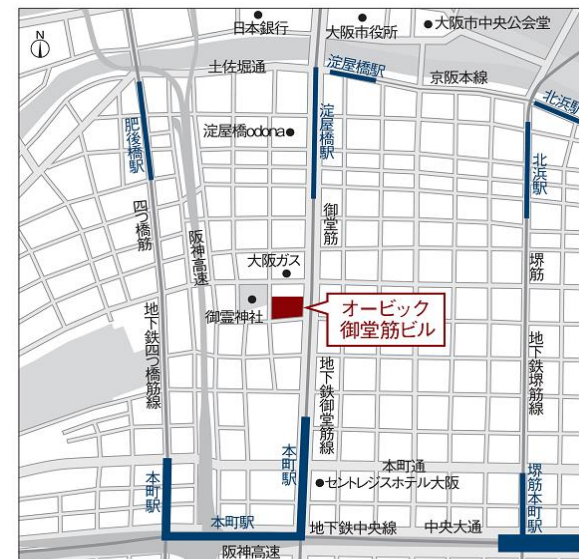 日本銀行
大阪市役所
大阪市中央公会堂
N
土佐堀通
淀屋橋駅
京阪本線
北浜駅
肥後橋駅
淀屋橋odona
淀屋橋駅
北浜駅
四つ橋筋
阪神高速
御堂筋
堺筋
大阪ガス
御霊神社
オービック
御堂筋ビル
地下鉄四つ橋筋線
地下鉄御堂筋線
地下鉄堺筋線
本町駅
本町駅
本町通
セントレジスホテル大阪
堺筋本町駅
本町駅
地下鉄中央線
中央大通
阪神高速